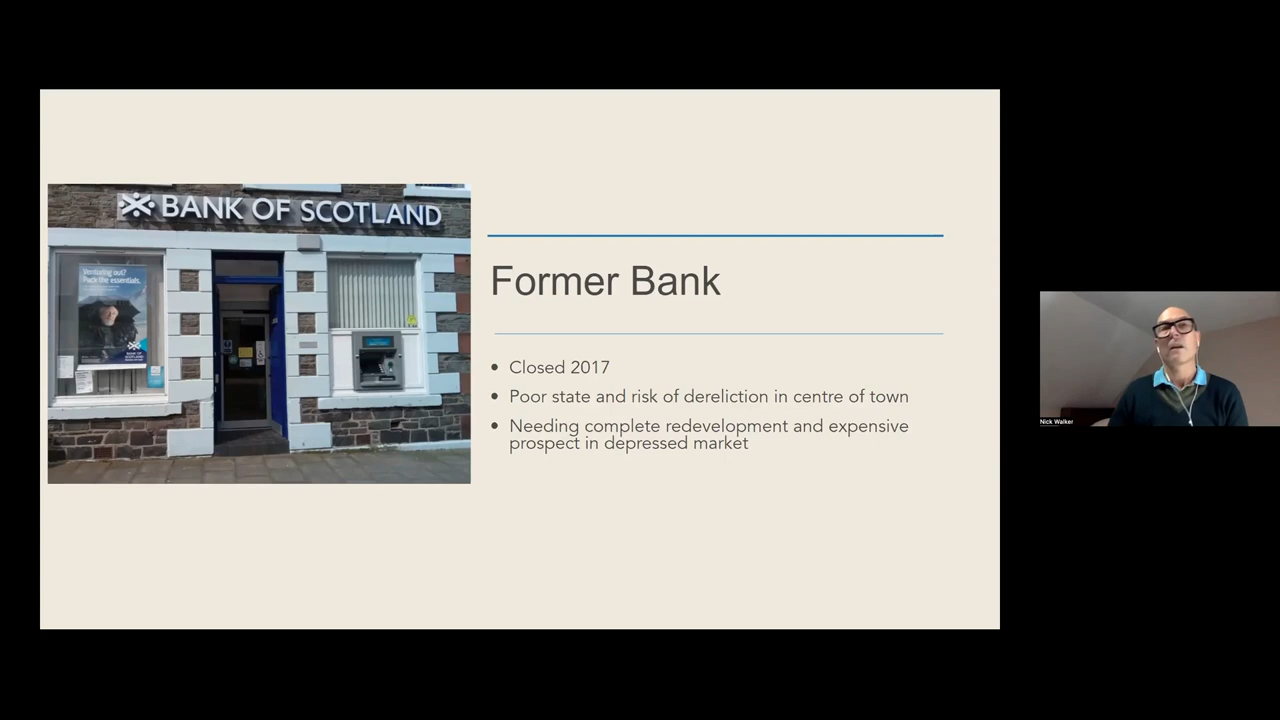 BANK OF SCOTLAND
Venturing out?
Pack the essentials.
Former Bank
• Closed 2017
• Poor state and risk of dereliction in centre of town
• Needing complete redevelopment and expensive
prospect in depressed market
Nick Walker